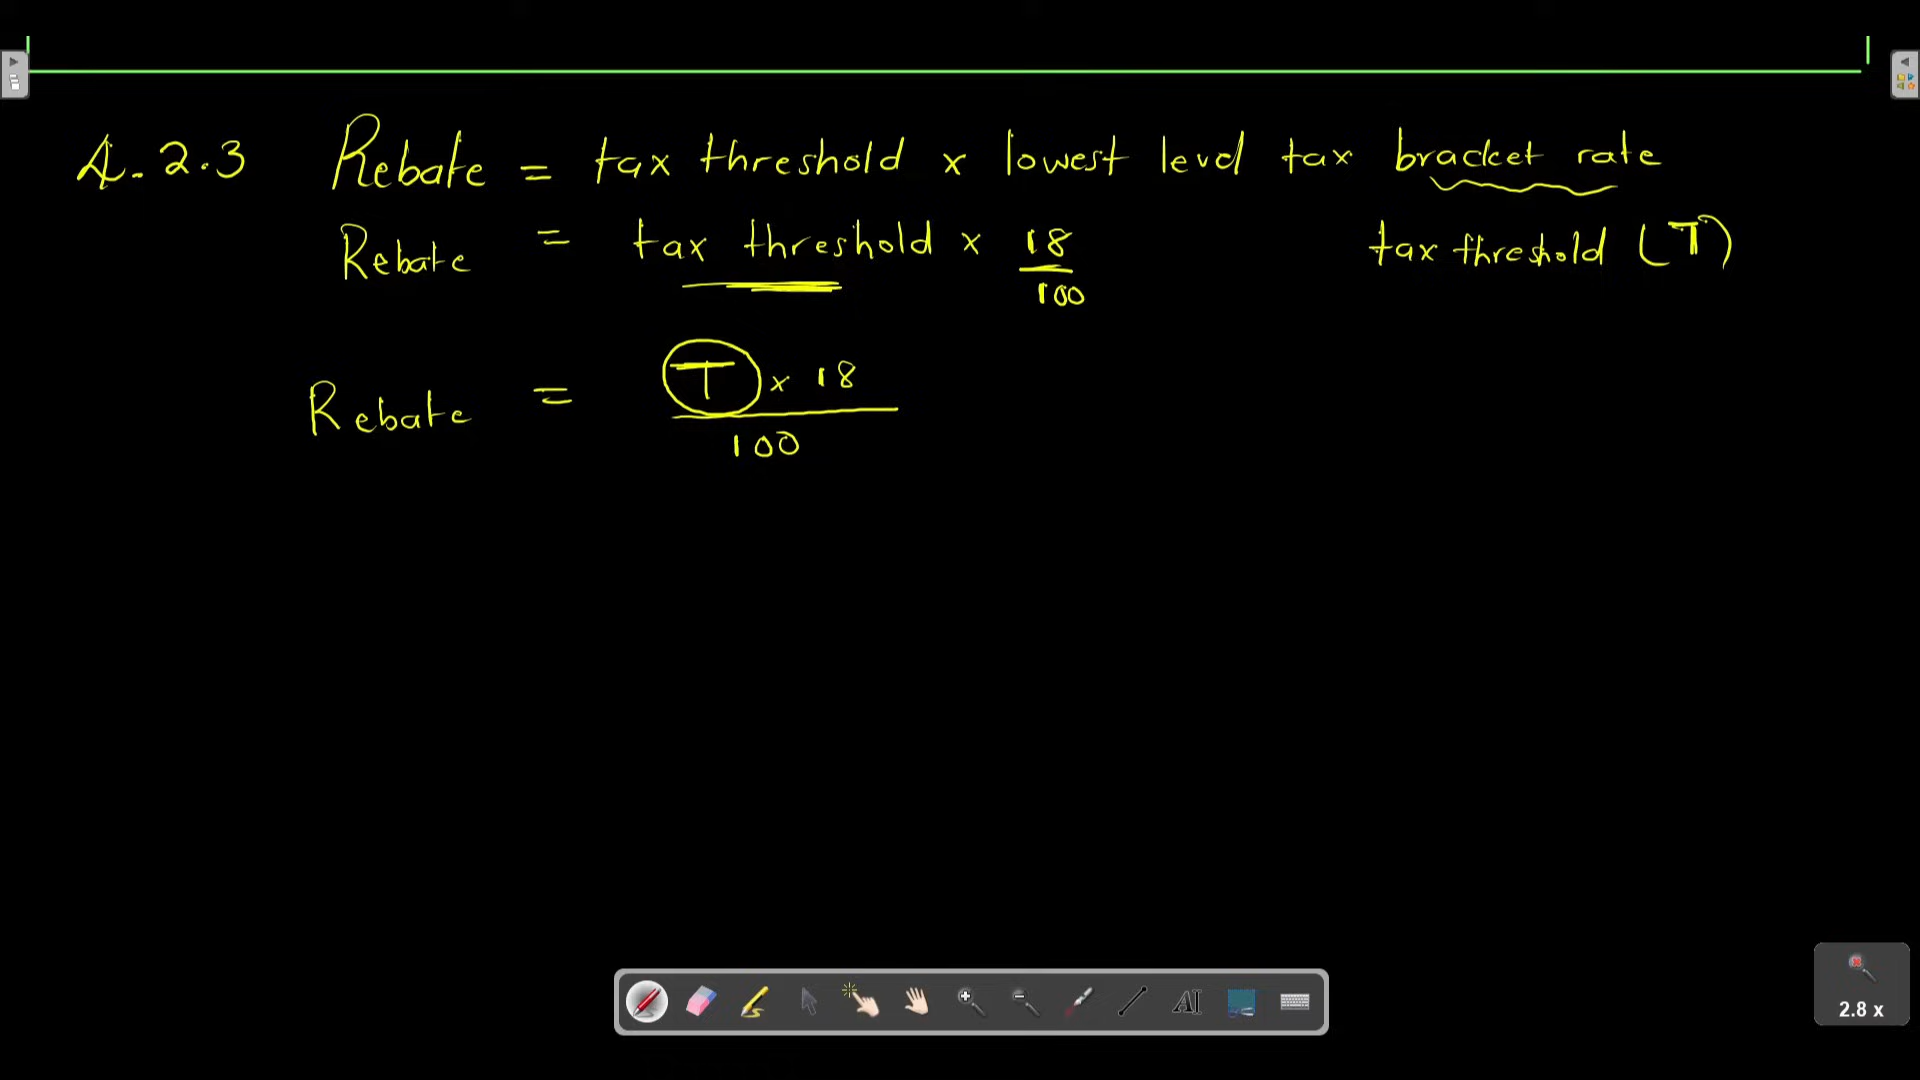 4.2.3 Rebate = tax threshold x lowest level tax bracket rate
Rebate = tax threshold x 18/100 tax threshold (T)
Rebate = T x 18
100
AI
2.8 x